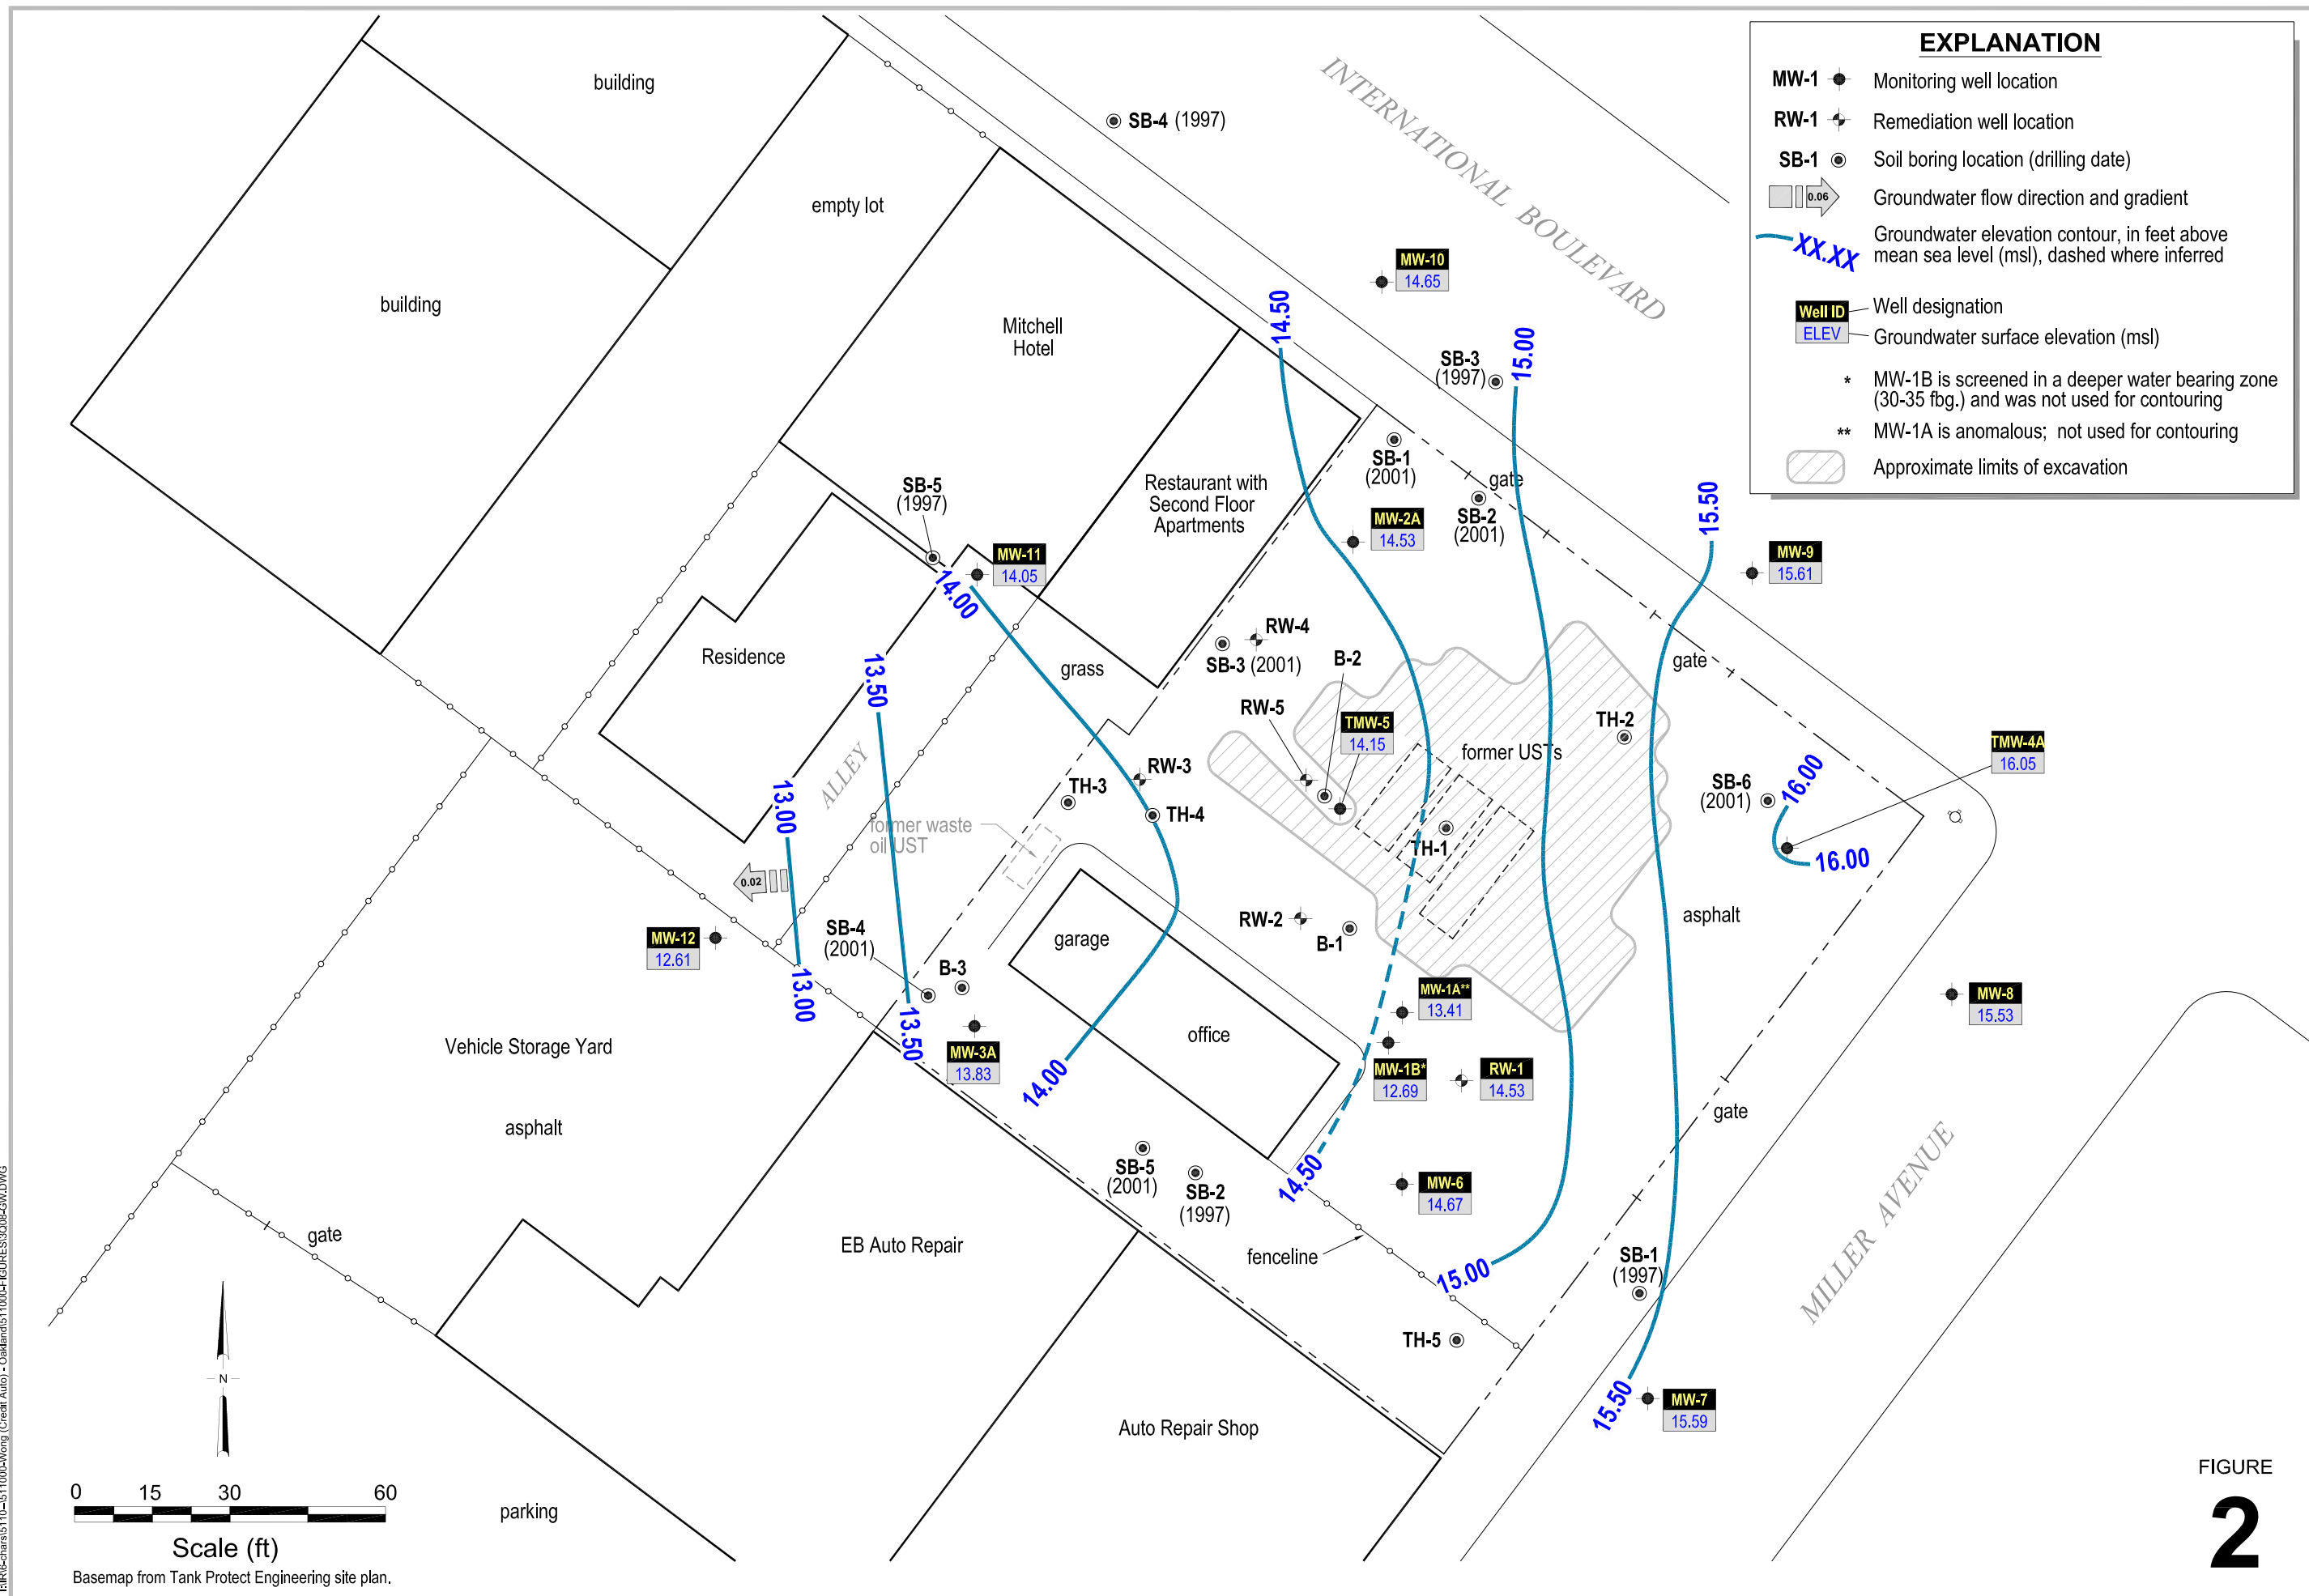 EXPLANATION
MW-1 Monitoring well location
RW-1 Remediation well location
SB-1 Soil boring location (drilling date)
0.06 Groundwater flow direction and gradient
XX.XX Groundwater elevation contour, in feet above
mean sea level (msl), dashed where inferred
Well ID Well designation
ELEV Groundwater surface elevation (msl)
* MW-1B is screened in a deeper water bearing zone
(30-35 fbg.) and was not used for contouring
** MW-1A is anomalous; not used for contouring
Approximate limits of excavation
building
SB-4 (1997)
INTERNATIONAL BOULEVARD
empty lot
building
Mitchell
Hotel
MW-10
14.65
14.50
15.00
SB-3
(1997)
SB-1
(2001)
gate
SB-2
(2001)
Restaurant with
Second Floor
Apartments
SB-5
(1997)
MW-2A
14.53
15.50
MW-9
15.61
MW-11
14.05
14.00
Residence
grass
RW-4
SB-3 (2001)
B-2
RW-5
TMW-5
14.15
former USTs
TH-2
gate
13.50
ALLEY
13.00
TH-3
RW-3
TH-4
former waste
oil UST
TH-1
TMW-4A
16.05
SB-6
(2001)
16.00
16.00
asphalt
0.02
MW-12
12.61
13.00
SB-4
(2001)
B-3
garage
RW-2
B-1
MW-1A**
13.41
MW-8
15.53
13.50
MW-3A
13.83
office
14.00
MW-1B*
12.69
RW-1
14.53
Vehicle Storage Yard
asphalt
gate
MILLER AVENUE
SB-5
(2001)
SB-2
(1997)
14.50
MW-6
14.67
gate
EB Auto Repair
fenceline
15.00
SB-1
(1997)
TH-5
15.50
MW-7
15.59
Auto Repair Shop
N
0 15 30 60
Scale (ft)
Basemap from Tank Protect Engineering site plan.
parking
FIGURE
2